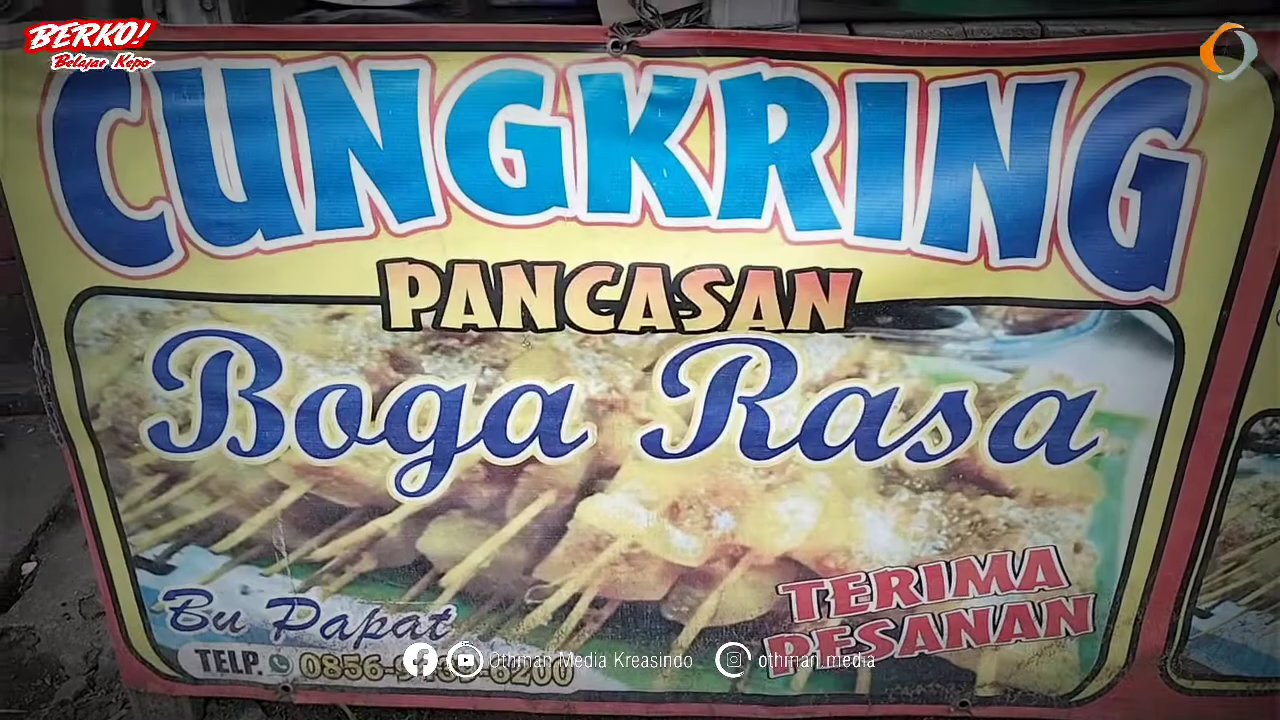 BERKO!
Belajar Kepo
CUNGKRING
PANCASAN
Boga Rasa
Bu Papat
TERIMA
PESANAN
TELP.
Othman Media Kreasindo
othman.media